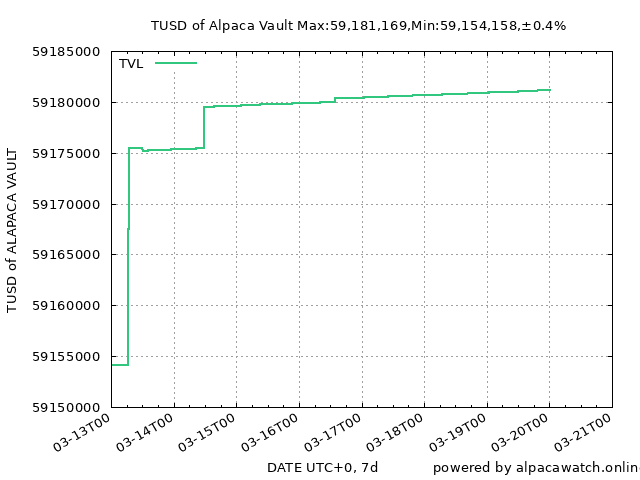 TUSD of Alpaca Vault Max:59,181,169,Min:59,154,158,±0.4%
TVL
59185000
59180000
59175000
59170000
59165000
59160000
59155000
59150000
TUSD of ALAPACA VAULT
03-13T00
03-14T00
03-15T00
03-16T00
03-17T00
03-18T00
03-19T00
03-20T00
03-21T00
DATE UTC+0, 7d
powered by alpacawatch.onlin